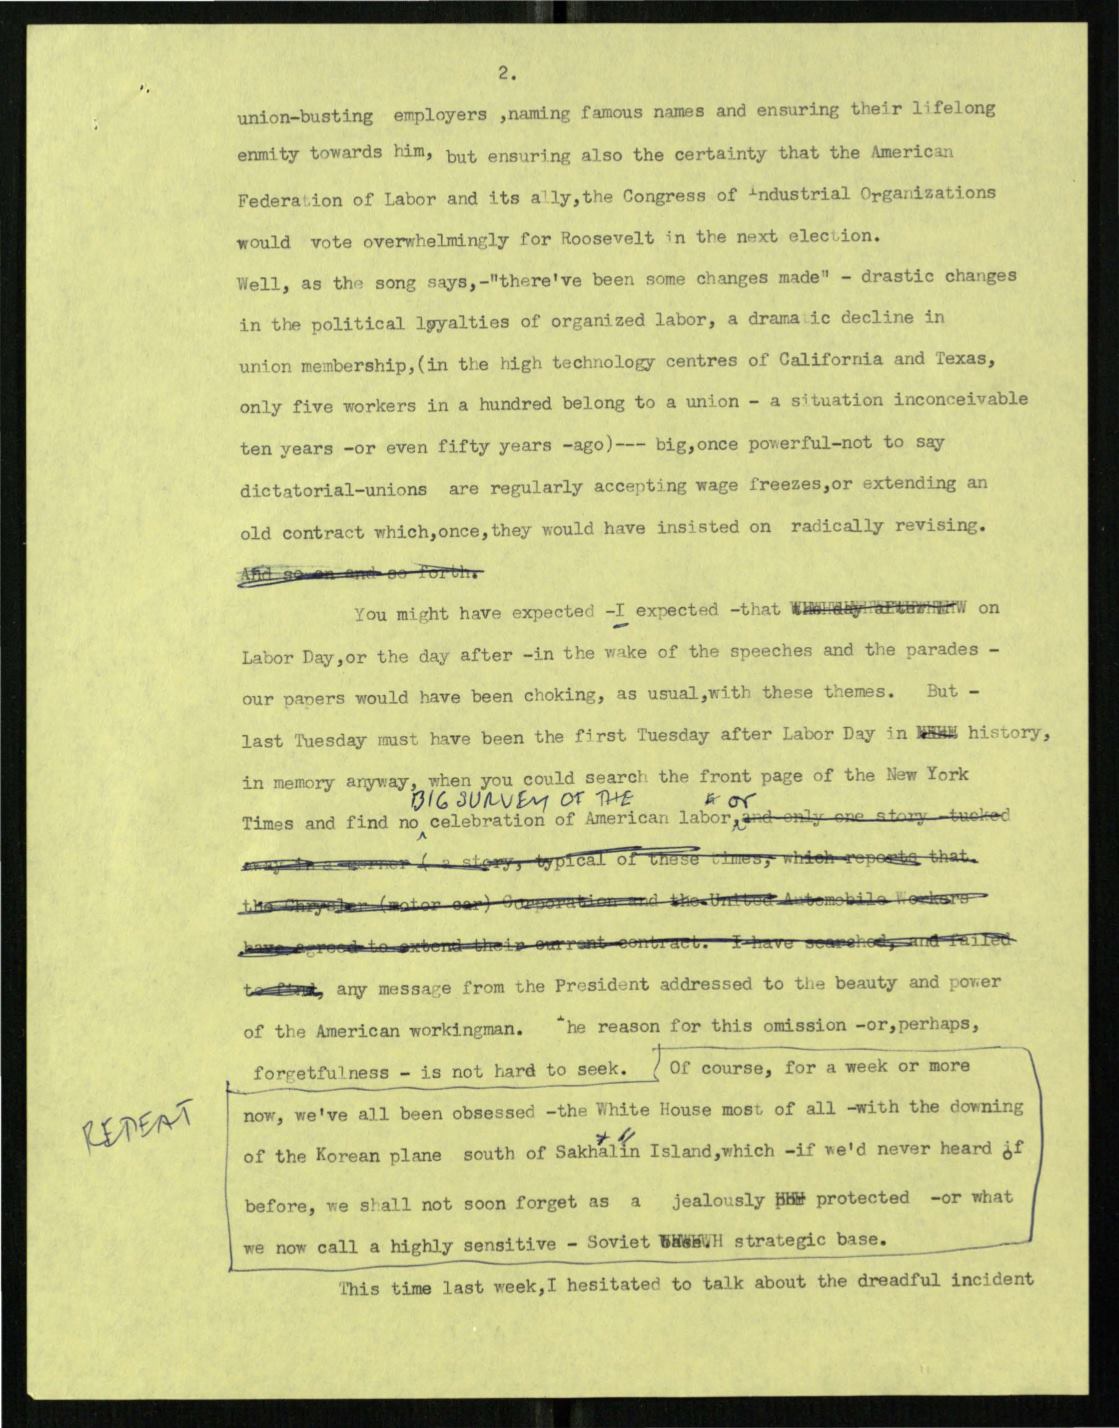 2.
union-busting employers ,naming famous names and ensuring their lifelong
enmity towards him, but ensuring also the certainty that the American
Federation of Labor and its ally,the Congress of Industrial Organizations
would vote overwhelmingly for Roosevelt in the next election.
Well, as the song says,-"there've been some changes made" - drastic changes
in the political loyalties of organized labor, a dramatic decline in
union membership,(in the high technology centres of California and Texas,
only five workers in a hundred belong to a union - a situation inconceivable
ten years -or even fifty years -ago)--- big,once powerful-not to say
dictatorial-unions are regularly accepting wage freezes,or extending an
old contract which,once,they would have insisted on radically revising.
And so on and so forth.
You might have expected -I expected -that the day after on
Labor Day,or the day after -in the wake of the speeches and the parades -
our papers would have been choking, as usual,with these themes. But -
last Tuesday must have been the first Tuesday after Labor Day in history,
in memory anyway, when you could search the front page of the New York
BIG SURVEY OF THE or
Times and find no celebration of American labor, and only one story -tucked
away in a corner ( a story, typical of these times, which reports that
the Chrysler (motor car) Corporation and the United Automobile Workers
have agreed to extend their current contract. I have searched, and failed
to find, any message from the President addressed to the beauty and power
of the American workingman. The reason for this omission -or,perhaps,
forgetfulness - is not hard to seek. Of course, for a week or more
now, we've all been obsessed -the White House most of all -with the downing
REPEAT
of the Korean plane south of Sakhalin Island,which -if we'd never heard of
before, we shall not soon forget as a jealously protected -or what
we now call a highly sensitive - Soviet base. strategic base.
This time last week,I hesitated to talk about the dreadful incident